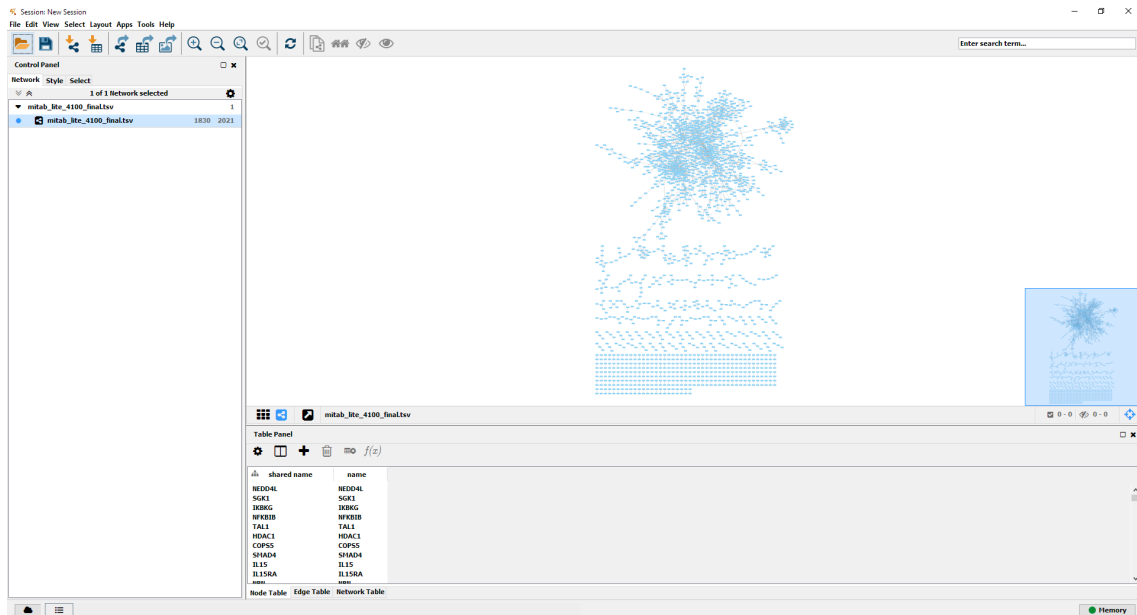 Session: New Session
File Edit View Select Layout Apps Tools Help
Enter search term...
Control Panel
Network Style Select
1 of 1 Network selected
mitab_lite_4100_final.tsv 1
mitab_lite_4100_final.tsv 1830 2021
mitab_lite_4100_final.tsv
0 - 0 0 - 0
Table Panel
f(x)
shared name name
NEDD4L NEDD4L
SGK1 SGK1
IKBKG IKBKG
NFKBIB NFKBIB
TAL1 TAL1
HDAC1 HDAC1
COPS5 COPS5
SMAD4 SMAD4
IL15 IL15
IL15RA IL15RA
Node Table Edge Table Network Table
Memory